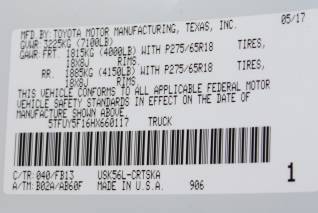 MFD. BY: TOYOTA MOTOR MANUFACTURING, TEXAS, INC. 05/17
GVWR 3225KG (7100LB)
GAWR: FRT. 1815KG (4000LB) WITH P275/65R18 TIRES,
18X8J RIMS
RR. 1885KG (4150LB) WITH P275/65R18 TIRES,
18X8J RIMS
THIS VEHICLE CONFORMS TO ALL APPLICABLE FEDERAL MOTOR
VEHICLE SAFETY STANDARDS IN EFFECT ON THE DATE OF
MANUFACTURE SHOWN ABOVE.
5TFUY5F16HX660117 TRUCK
C/TR: 040/FB13 USK56L-CRTSKA
A/TM: B02A/AB60F MADE IN U.S.A. 906
1